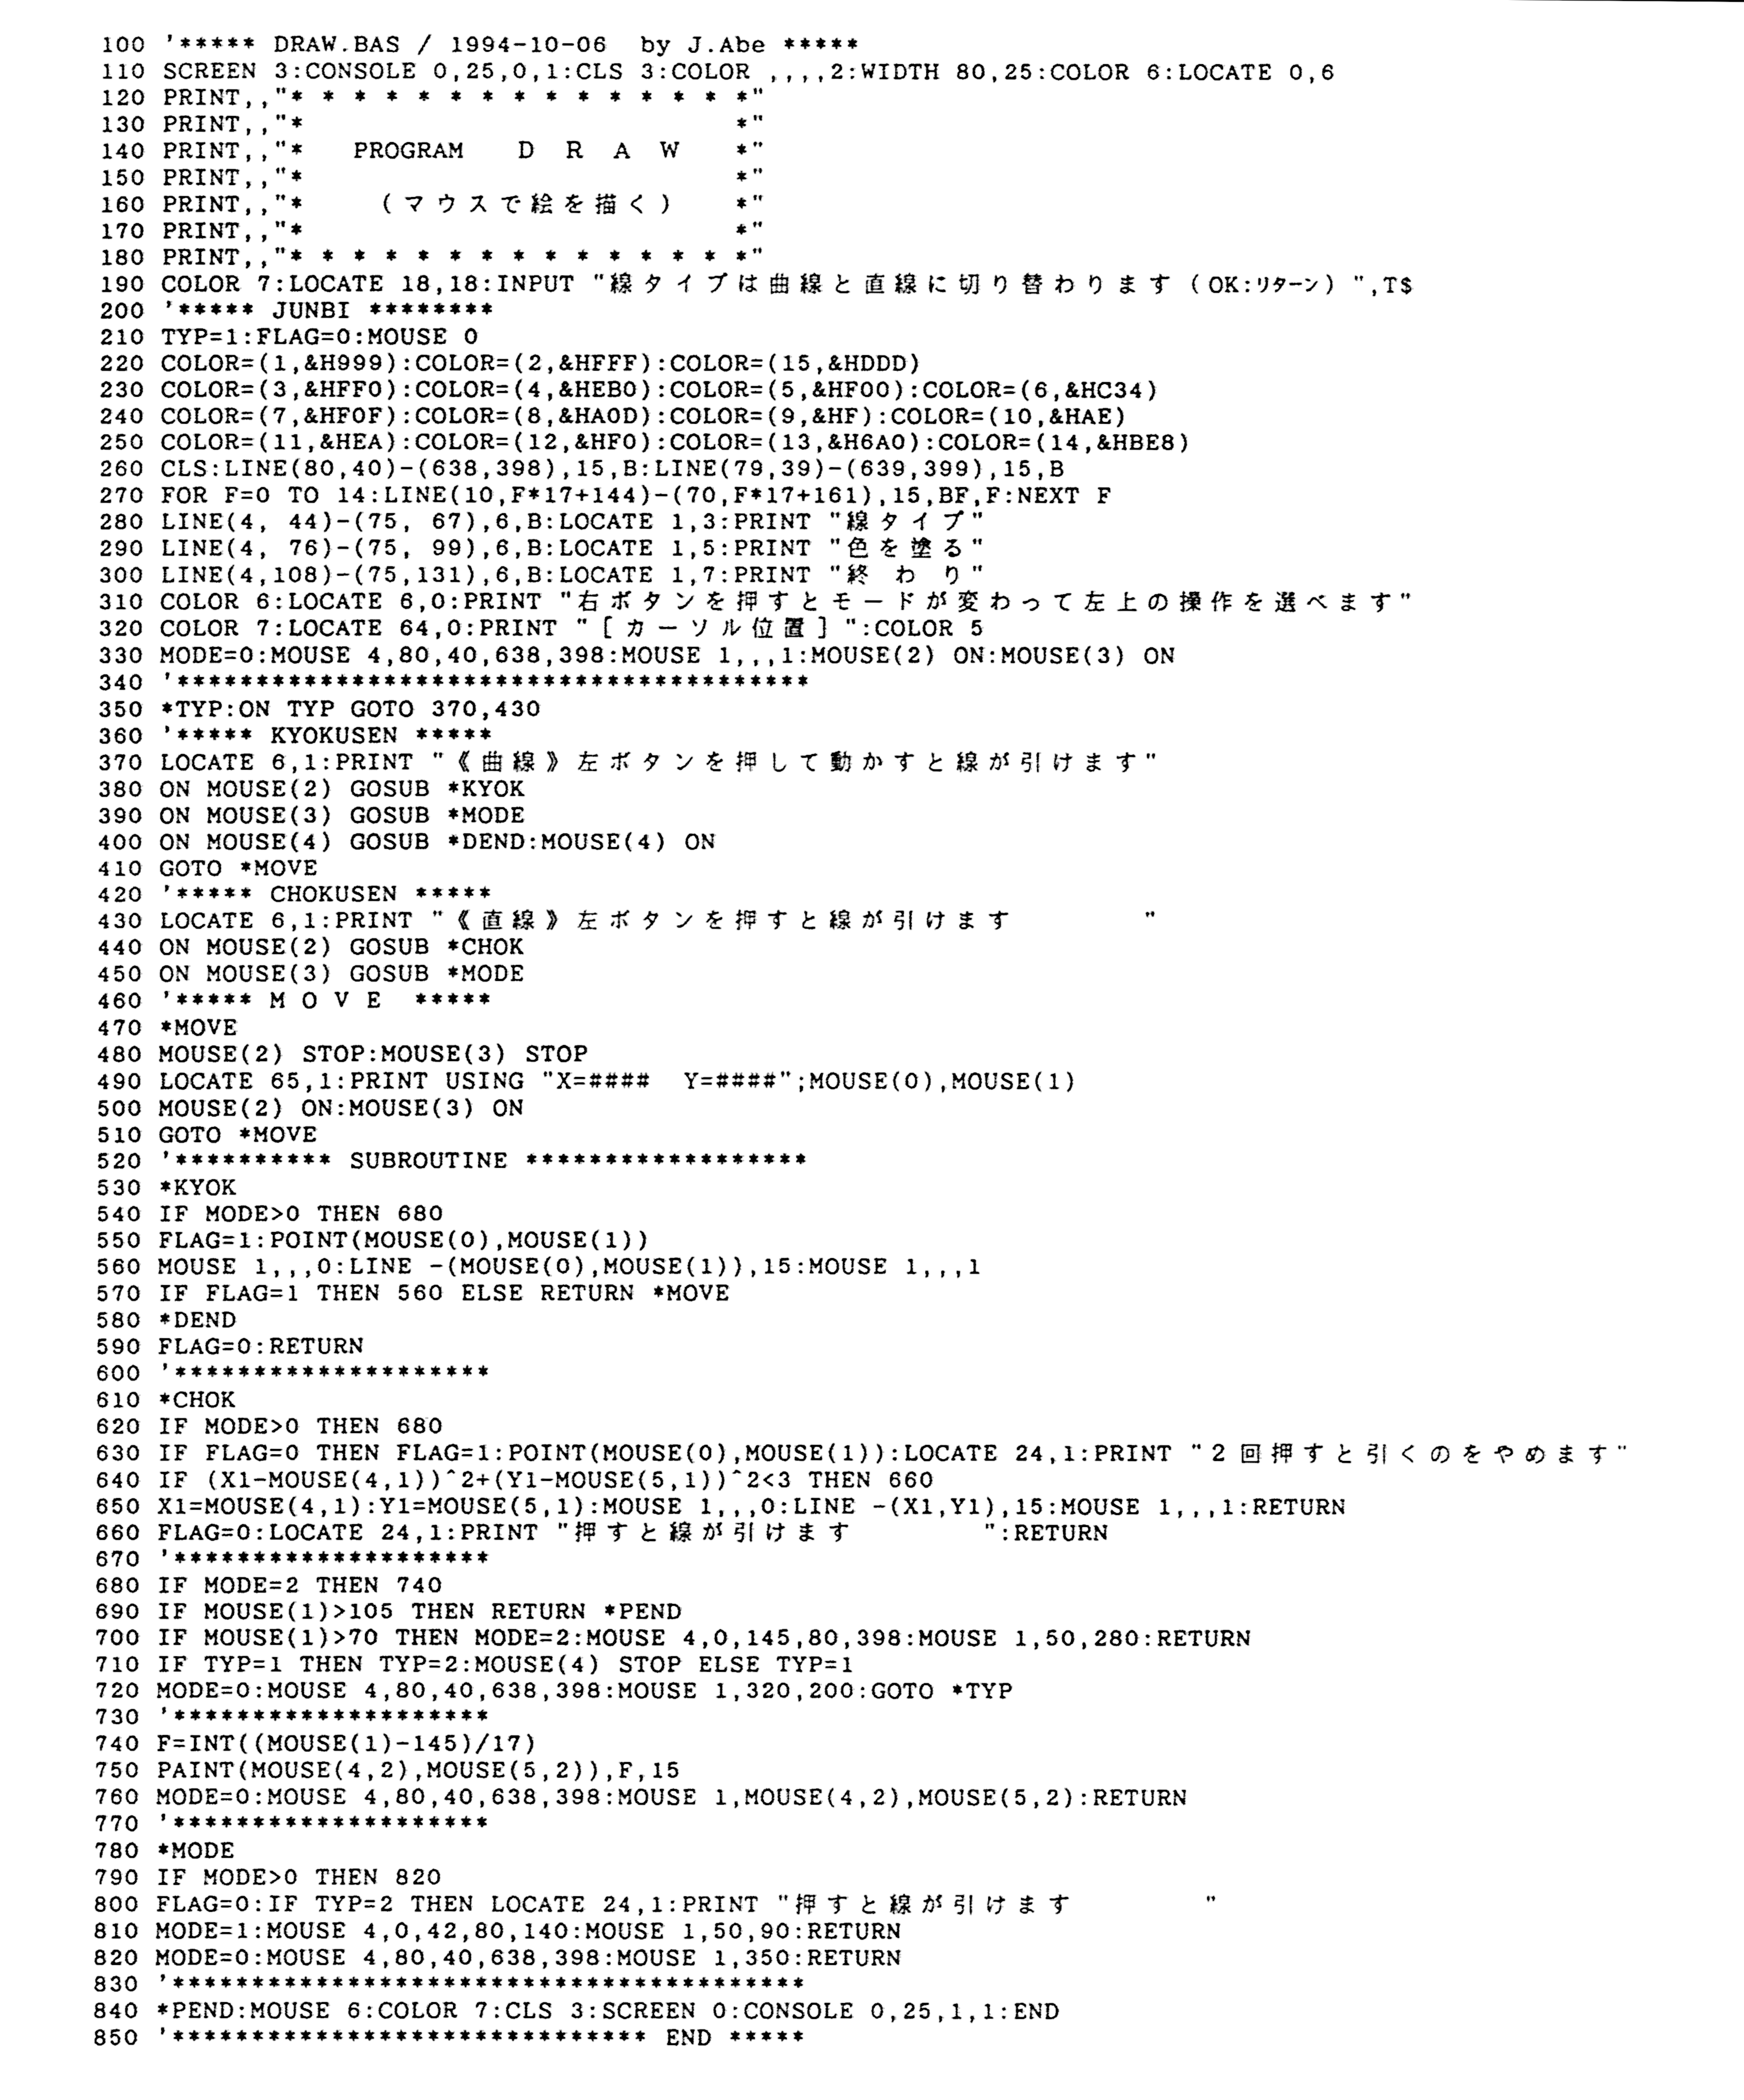 100 '***** DRAW.BAS / 1994-10-06  by J.Abe *****
110 SCREEN 3:CONSOLE 0,25,0,1:CLS 3:COLOR ,,,,2:WIDTH 80,25:COLOR 6:LOCATE 0,6
120 PRINT,,"* * * * * * * * * * * * * * *"
130 PRINT,,"*                           *"
140 PRINT,,"*   PROGRAM   D  R  A  W    *"
150 PRINT,,"*                           *"
160 PRINT,,"*     (マウスで絵を描く)    *"
170 PRINT,,"*                           *"
180 PRINT,,"* * * * * * * * * * * * * * *"
190 COLOR 7:LOCATE 18,18:INPUT "線タイプは曲線と直線に切り替わります(OK:リターン) ",T$
200 '***** JUNBI ********
210 TYP=1:FLAG=0:MOUSE 0
220 COLOR=(1,&H999):COLOR=(2,&HFFF):COLOR=(15,&HDDD)
230 COLOR=(3,&HFF0):COLOR=(4,&HEB0):COLOR=(5,&HF00):COLOR=(6,&HC34)
240 COLOR=(7,&HF0F):COLOR=(8,&HA0D):COLOR=(9,&HF):COLOR=(10,&HAE)
250 COLOR=(11,&HEA):COLOR=(12,&HF0):COLOR=(13,&H6A0):COLOR=(14,&HBE8)
260 CLS:LINE(80,40)-(638,398),15,B:LINE(79,39)-(639,399),15,B
270 FOR F=0 TO 14:LINE(10,F*17+144)-(70,F*17+161),15,BF,F:NEXT F
280 LINE(4, 44)-(75, 67),6,B:LOCATE 1,3:PRINT "線タイプ"
290 LINE(4, 76)-(75, 99),6,B:LOCATE 1,5:PRINT "色を塗る"
300 LINE(4,108)-(75,131),6,B:LOCATE 1,7:PRINT "終 わ り"
310 COLOR 6:LOCATE 6,0:PRINT "右ボタンを押すとモードが変わって左上の操作を選べます"
320 COLOR 7:LOCATE 64,0:PRINT "[カーソル位置]":COLOR 5
330 MODE=0:MOUSE 4,80,40,638,398:MOUSE 1,,,1:MOUSE(2) ON:MOUSE(3) ON
340 '****************************************
350 *TYP:ON TYP GOTO 370,430
360 '***** KYOKUSEN *****
370 LOCATE 6,1:PRINT "《曲線》左ボタンを押して動かすと線が引けます"
380 ON MOUSE(2) GOSUB *KYOK
390 ON MOUSE(3) GOSUB *MODE
400 ON MOUSE(4) GOSUB *DEND:MOUSE(4) ON
410 GOTO *MOVE
420 '***** CHOKUSEN *****
430 LOCATE 6,1:PRINT "《直線》左ボタンを押すと線が引けます        "
440 ON MOUSE(2) GOSUB *CHOK
450 ON MOUSE(3) GOSUB *MODE
460 '***** M O V E  *****
470 *MOVE
480 MOUSE(2) STOP:MOUSE(3) STOP
490 LOCATE 65,1:PRINT USING "X=####  Y=####";MOUSE(0),MOUSE(1)
500 MOUSE(2) ON:MOUSE(3) ON
510 GOTO *MOVE
520 '********** SUBROUTINE ******************
530 *KYOK
540 IF MODE>0 THEN 680
550 FLAG=1:POINT(MOUSE(0),MOUSE(1))
560 MOUSE 1,,,0:LINE -(MOUSE(0),MOUSE(1)),15:MOUSE 1,,,1
570 IF FLAG=1 THEN 560 ELSE RETURN *MOVE
580 *DEND
590 FLAG=0:RETURN
600 '********************
610 *CHOK
620 IF MODE>0 THEN 680
630 IF FLAG=0 THEN FLAG=1:POINT(MOUSE(0),MOUSE(1)):LOCATE 24,1:PRINT "2回押すと引くのをやめます"
640 IF (X1-MOUSE(4,1))^2+(Y1-MOUSE(5,1))^2<3 THEN 660
650 X1=MOUSE(4,1):Y1=MOUSE(5,1):MOUSE 1,,,0:LINE -(X1,Y1),15:MOUSE 1,,,1:RETURN
660 FLAG=0:LOCATE 24,1:PRINT "押すと線が引けます        ":RETURN
670 '********************
680 IF MODE=2 THEN 740
690 IF MOUSE(1)>105 THEN RETURN *PEND
700 IF MOUSE(1)>70 THEN MODE=2:MOUSE 4,0,145,80,398:MOUSE 1,50,280:RETURN
710 IF TYP=1 THEN TYP=2:MOUSE(4) STOP ELSE TYP=1
720 MODE=0:MOUSE 4,80,40,638,398:MOUSE 1,320,200:GOTO *TYP
730 '********************
740 F=INT((MOUSE(1)-145)/17)
750 PAINT(MOUSE(4,2),MOUSE(5,2)),F,15
760 MODE=0:MOUSE 4,80,40,638,398:MOUSE 1,MOUSE(4,2),MOUSE(5,2):RETURN
770 '********************
780 *MODE
790 IF MODE>0 THEN 820
800 FLAG=0:IF TYP=2 THEN LOCATE 24,1:PRINT "押すと線が引けます        "
810 MODE=1:MOUSE 4,0,42,80,140:MOUSE 1,50,90:RETURN
820 MODE=0:MOUSE 4,80,40,638,398:MOUSE 1,350:RETURN
830 '****************************************
840 *PEND:MOUSE 6:COLOR 7:CLS 3:SCREEN 0:CONSOLE 0,25,1,1:END
850 '****************************** END *****